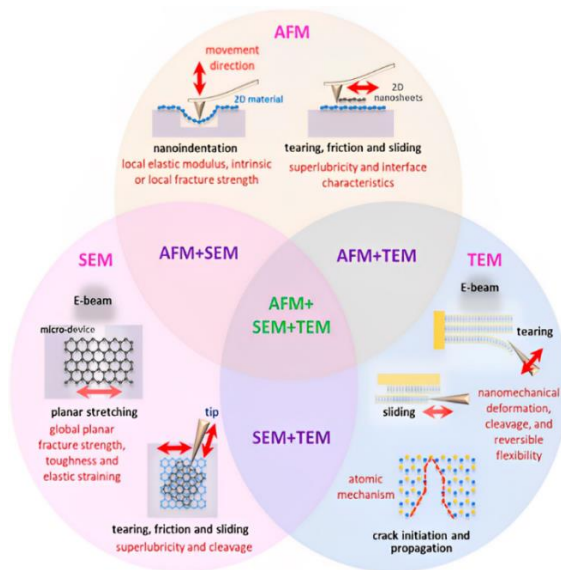 AFM
movement
direction
2D material
2D
nanosheets
nanoindentation
local elastic modulus, intrinsic
or local fracture strength
tearing, friction and sliding
superlubricity and interface
characteristics
AFM+SEM
AFM+TEM
AFM+
SEM+TEM
SEM+TEM
SEM
E-beam
micro-device
planar stretching
global planar
fracture strength,
toughness and
elastic straining
tip
tearing, friction and sliding
superlubricity and cleavage
TEM
E-beam
tearing
sliding
nanomechanical
deformation,
cleavage, and
reversible
flexibility
atomic
mechanism
crack initiation and
propagation